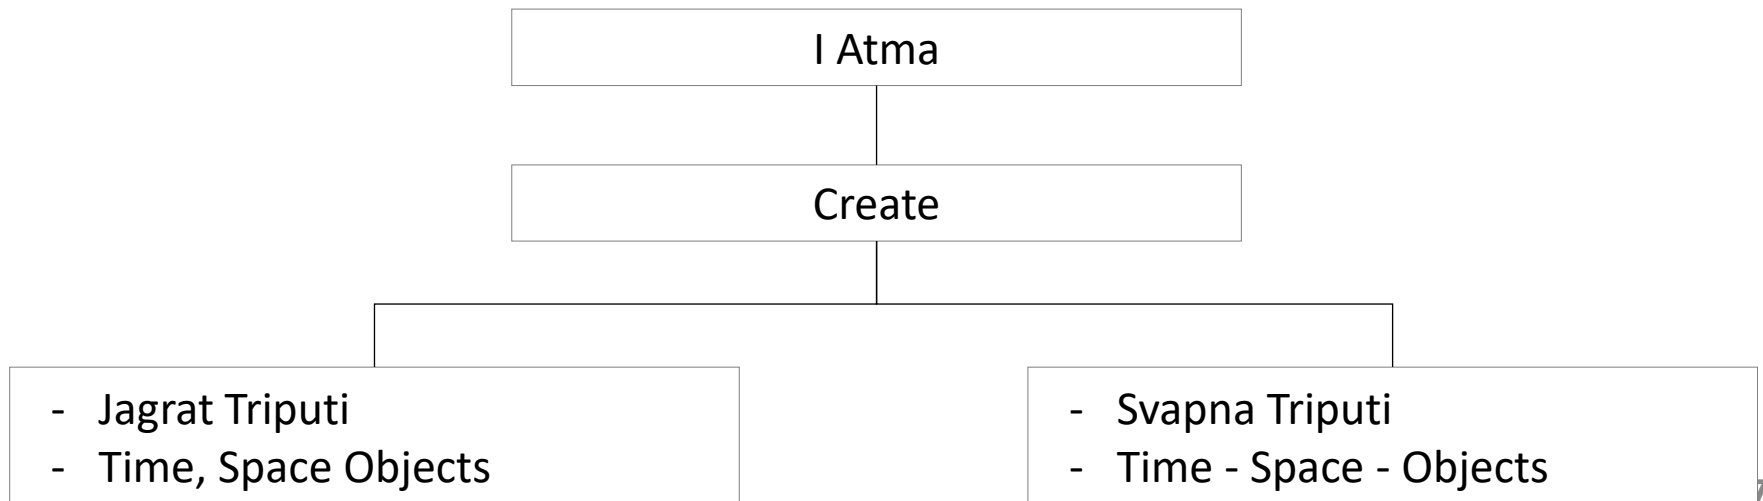 I Atma
Create
- Jagrat Triputi
- Time, Space Objects
- Svapna Triputi
- Time - Space - Objects